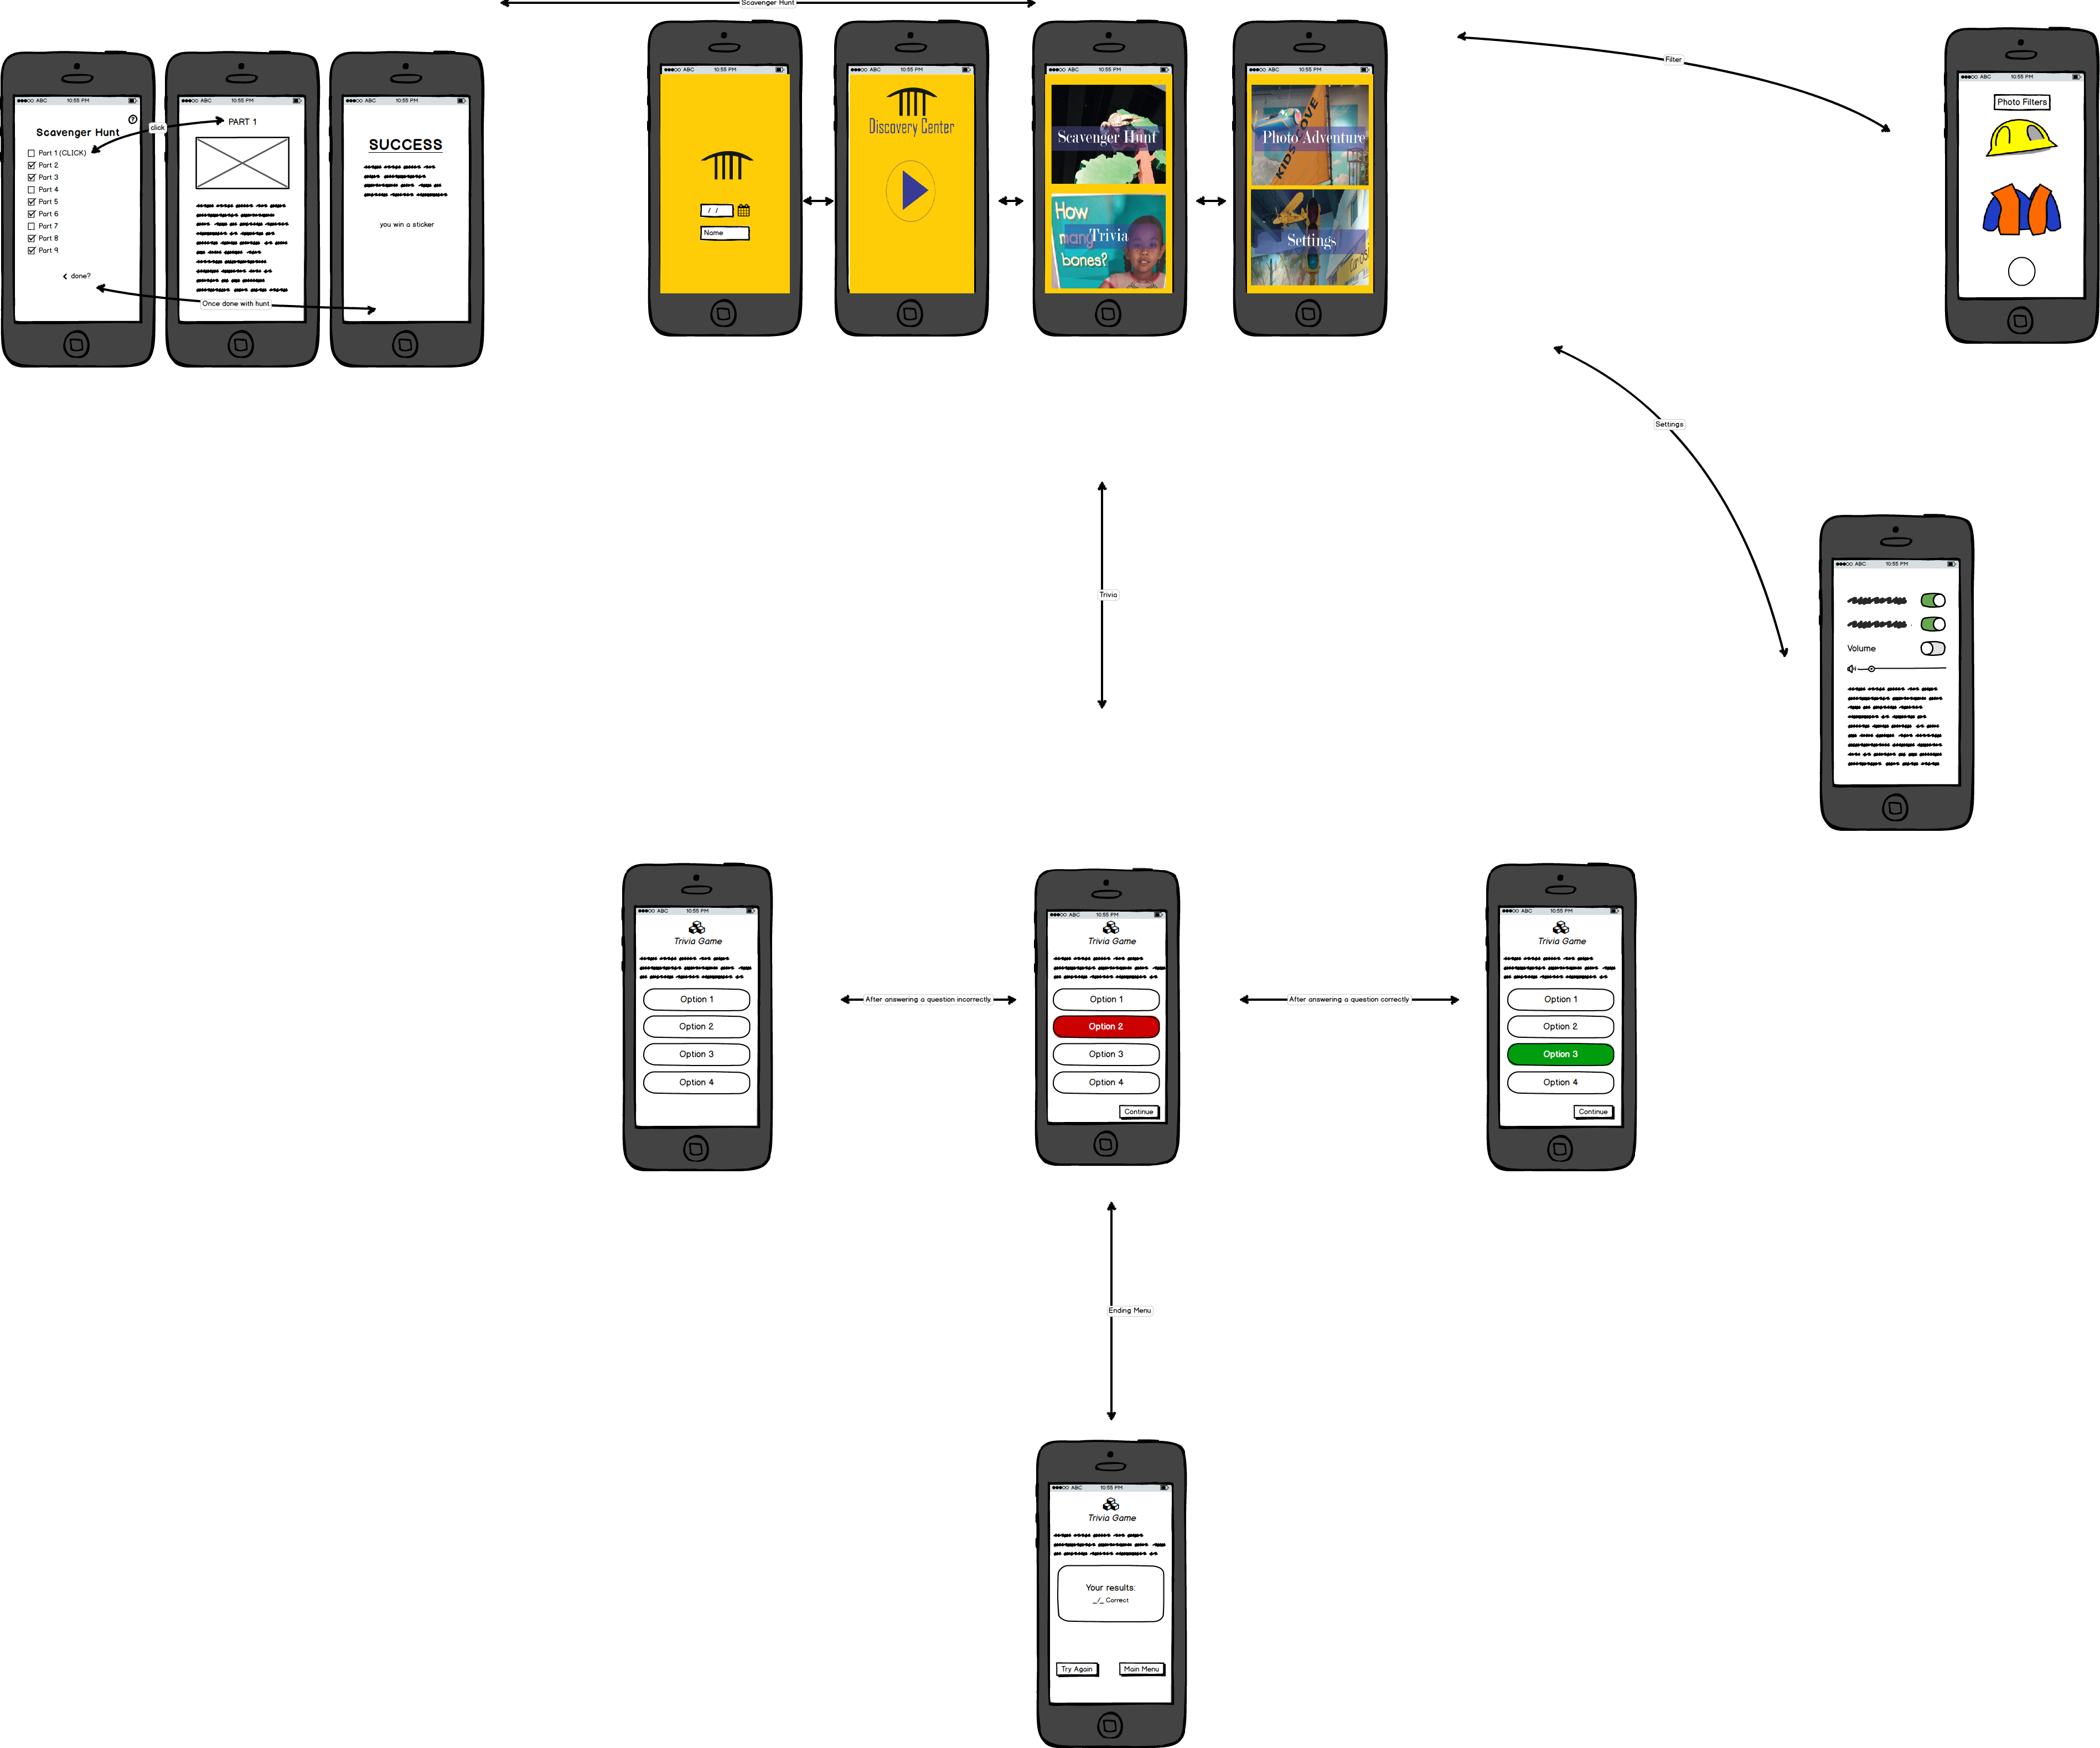 Scavenger Hunt
ABC 10:55 PM
Scavenger Hunt
?
Part 1 (CLICK)
Part 2
Part 3
Part 4
Part 5
Part 6
Part 7
Part 8
Part 9
< done?
click
Once done with hunt
ABC 10:55 PM
PART 1
ABC 10:55 PM
SUCCESS
you win a sticker
ABC 10:55 PM
/ /
Name
ABC 10:55 PM
Discovery Center
ABC 10:55 PM
Scavenger Hunt
How
many
Trivia
bones?
ABC 10:55 PM
Photo Adventure
KIDS
COVE
Settings
Filter
ABC 10:55 PM
Photo Filters
Settings
ABC 10:55 PM
Volume
Trivia
ABC 10:55 PM
Trivia Game
Option 1
Option 2
Option 3
Option 4
After answering a question incorrectly
ABC 10:55 PM
Trivia Game
Option 1
Option 2
Option 3
Option 4
Continue
After answering a question correctly
ABC 10:55 PM
Trivia Game
Option 1
Option 2
Option 3
Option 4
Continue
Ending Menu
ABC 10:55 PM
Trivia Game
Your results:
_/_ Correct
Try Again
Main Menu